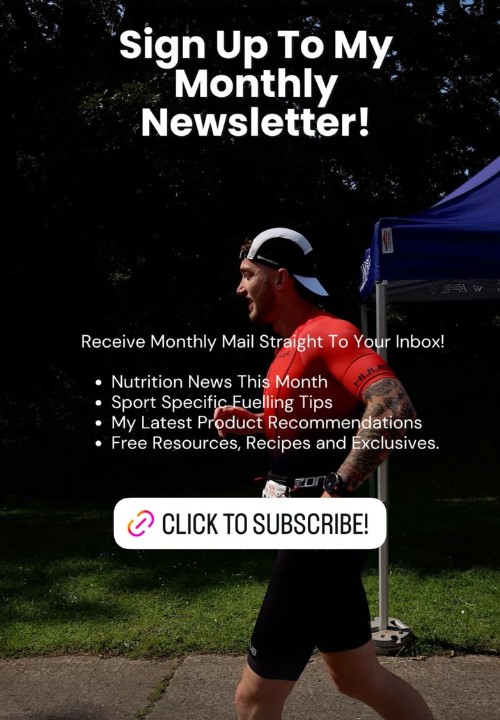 Sign Up To My
Monthly
Newsletter!
Receive Monthly Mail Straight To Your Inbox!
• Nutrition News This Month
• Sport Specific Fuelling Tips
• My Latest Product Recommendations
• Free Resources, Recipes and Exclusives.
CLICK TO SUBSCRIBE!